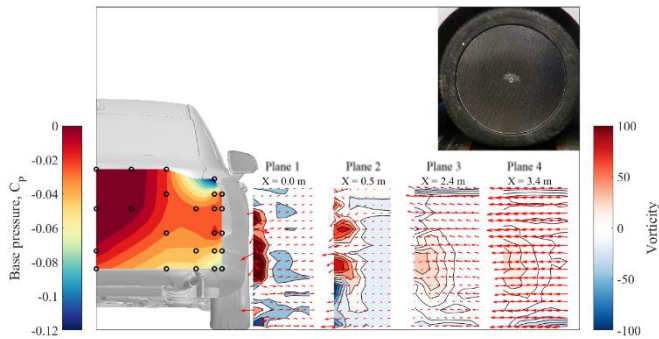 Base pressure, C_P
0
-0.02
-0.04
-0.06
-0.08
-0.1
-0.12
Plane 1
X = 0.0 m
Plane 2
X = 0.5 m
Plane 3
X = 2.4 m
Plane 4
X = 3.4 m
100
50
0
-50
-100
Vorticity